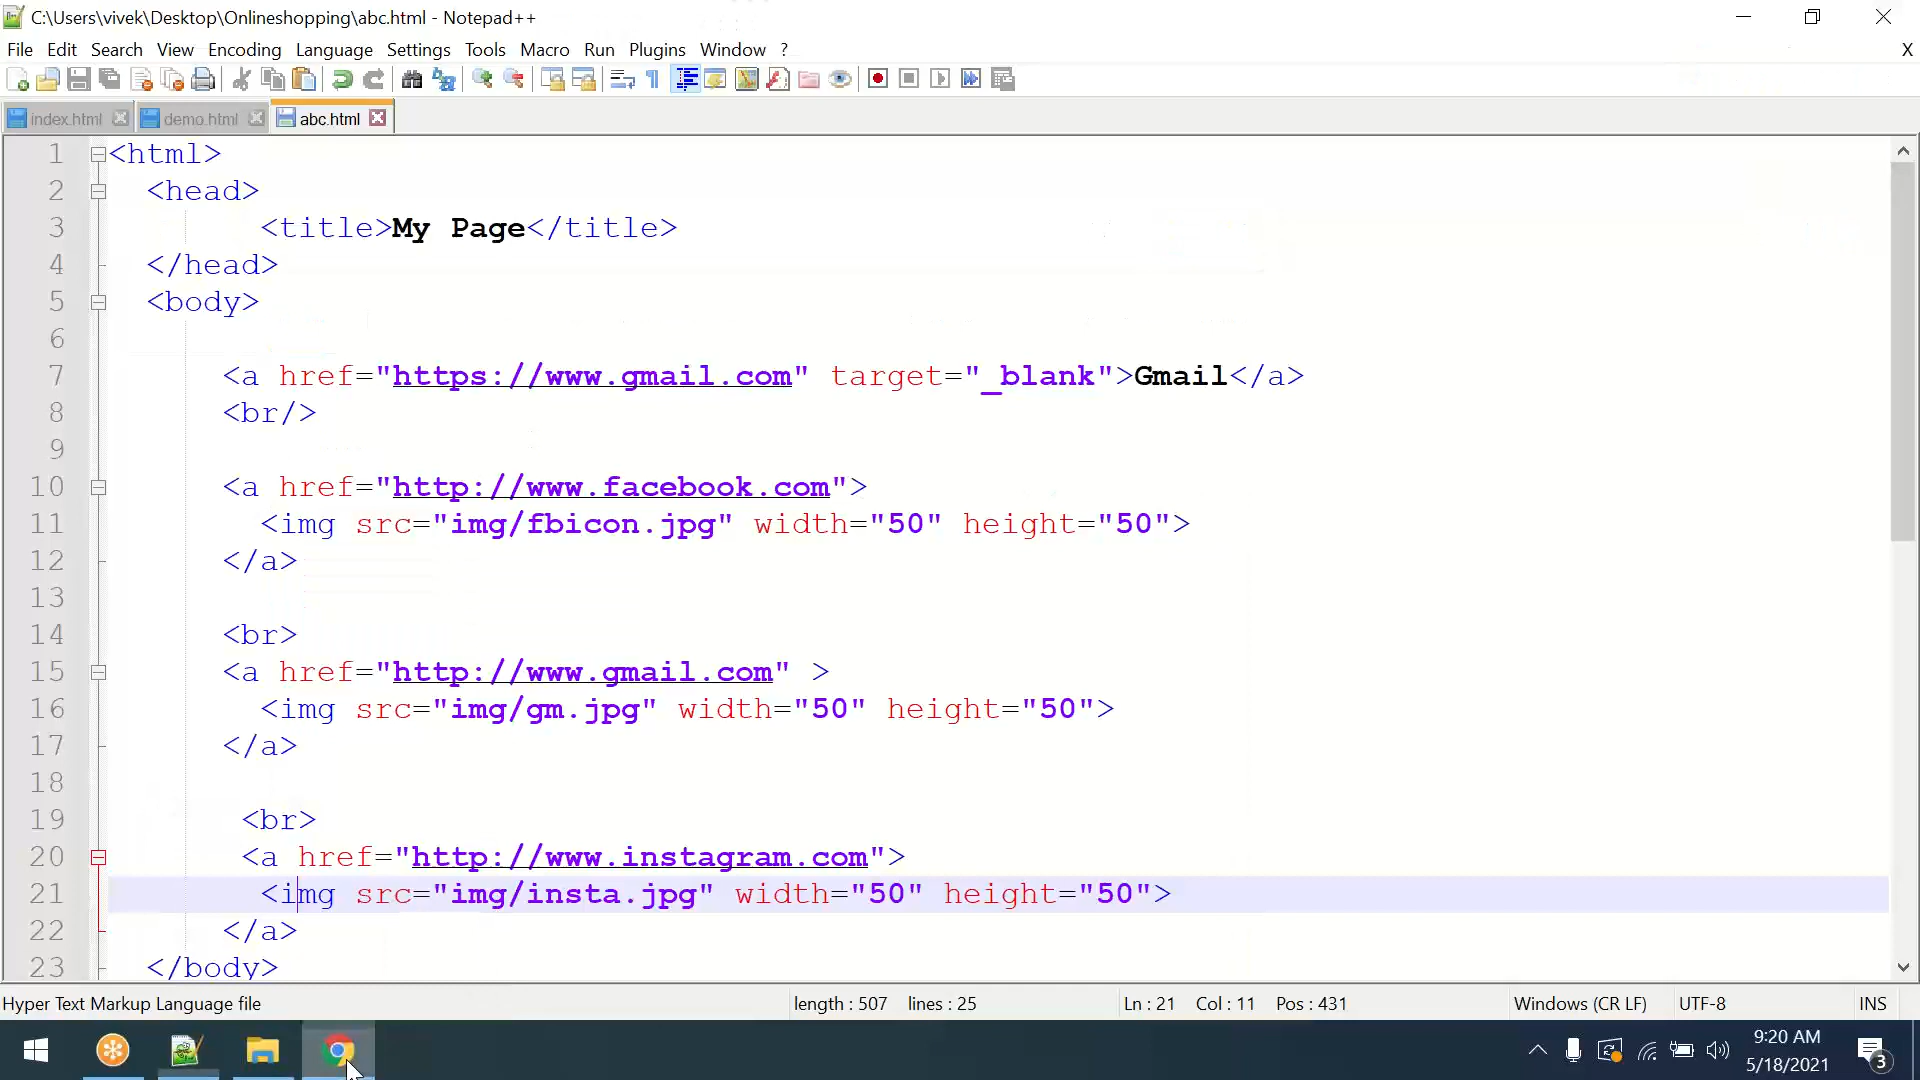 C:\Users\vivek\Desktop\Onlineshopping\abc.html - Notepad++
File Edit Search View Encoding Language Settings Tools Macro Run Plugins Window ? X
index.html demo.html abc.html
1 <html>
2 <head>
3 <title>My Page</title>
4 </head>
5 <body>
6
7 <a href="https://www.gmail.com" target="_blank">Gmail</a>
8 <br/>
9
10 <a href="http://www.facebook.com">
11 <img src="img/fbicon.jpg" width="50" height="50">
12 </a>
13
14 <br>
15 <a href="http://www.gmail.com" >
16 <img src="img/gm.jpg" width="50" height="50">
17 </a>
18
19 <br>
20 <a href="http://www.instagram.com">
21 <img src="img/insta.jpg" width="50" height="50">
22 </a>
23 </body>
Hyper Text Markup Language file length : 507 lines : 25 Ln : 21 Col : 11 Pos : 431 Windows (CR LF) UTF-8 INS
9:20 AM
5/18/2021
3